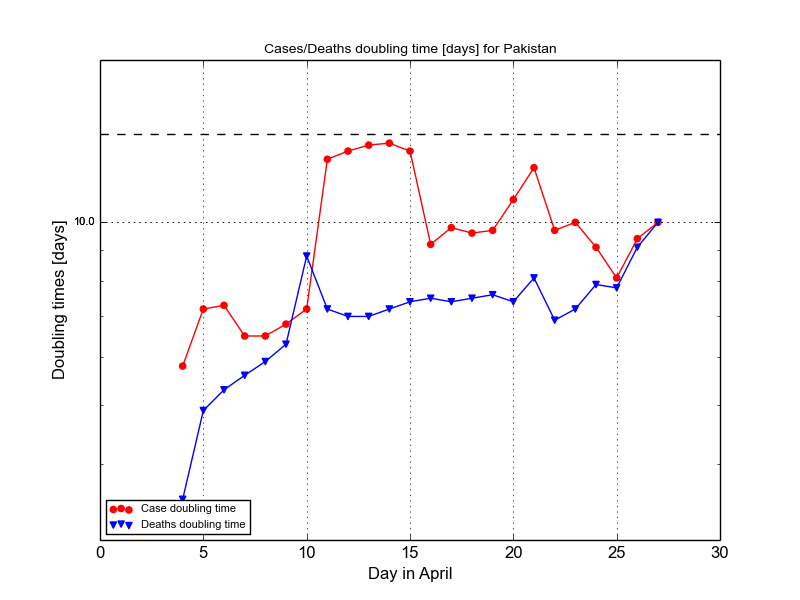 Cases/Deaths doubling time [days] for Pakistan
10.0
Doubling times [days]
Case doubling time
Deaths doubling time
0 5 10 15 20 25 30
Day in April